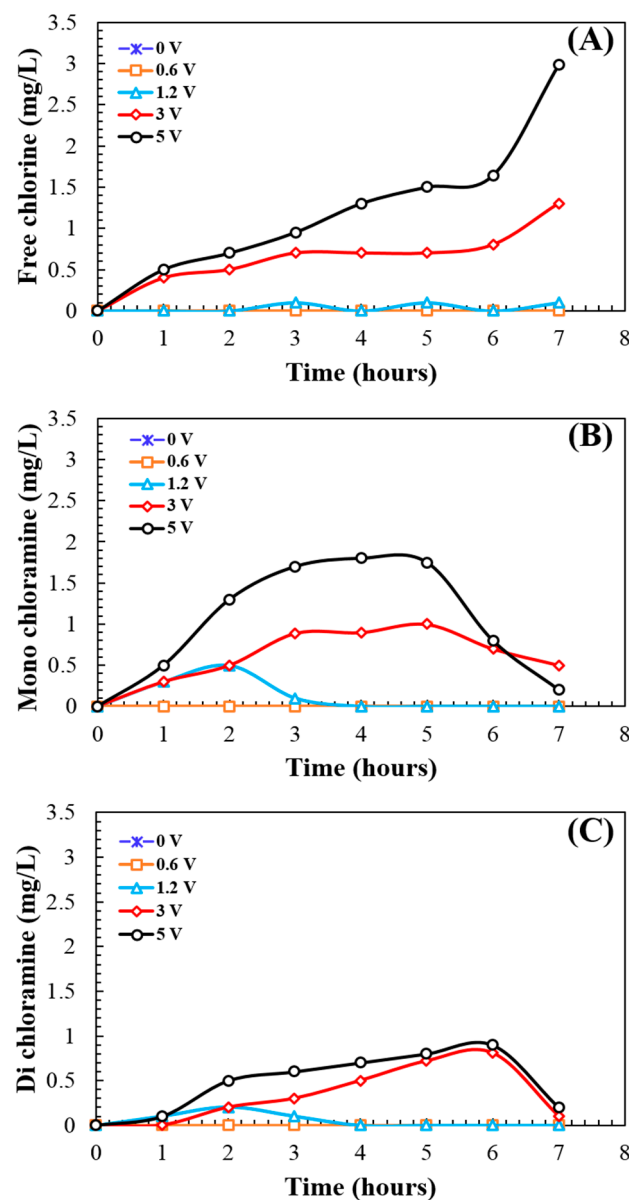 (A)
Free chlorine (mg/L)
3.5
3
2.5
2
1.5
1
0.5
0
0 V
0.6 V
1.2 V
3 V
5 V
0 1 2 3 4 5 6 7 8
Time (hours)
(B)
Mono chloramine (mg/L)
3.5
3
2.5
2
1.5
1
0.5
0
0 V
0.6 V
1.2 V
3 V
5 V
0 1 2 3 4 5 6 7 8
Time (hours)
(C)
Di chloramine (mg/L)
3.5
3
2.5
2
1.5
1
0.5
0
0 V
0.6 V
1.2 V
3 V
5 V
0 1 2 3 4 5 6 7 8
Time (hours)